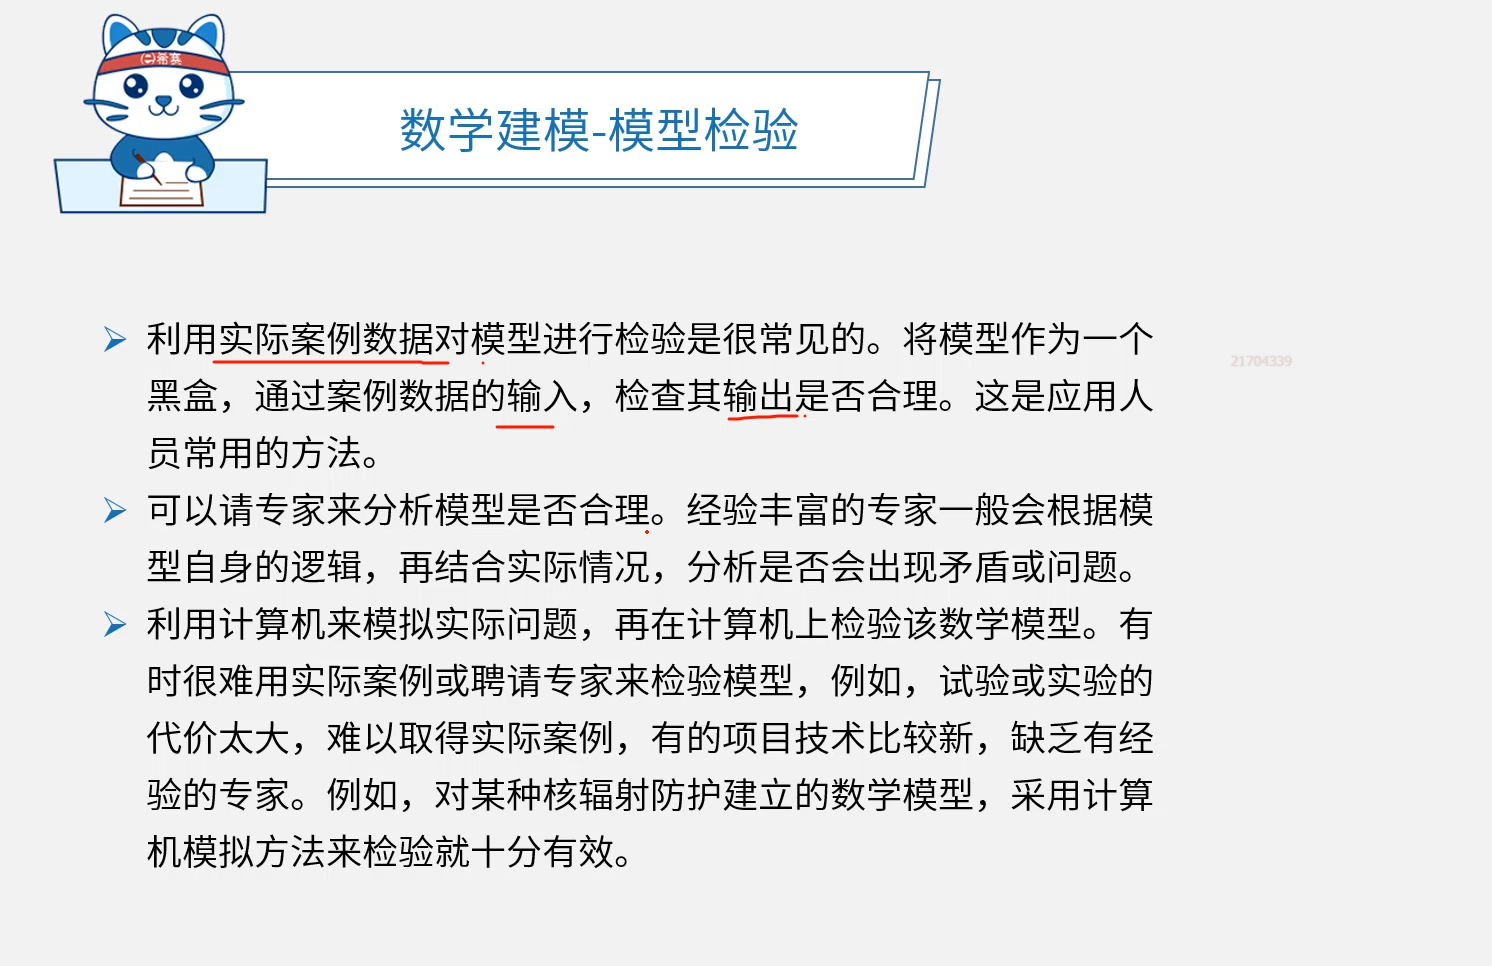 希赛
数学建模-模型检验
利用实际案例数据对模型进行检验是很常见的。将模型作为一个
黑盒，通过案例数据的输入，检查其输出是否合理。这是应用人
员常用的方法。
可以请专家来分析模型是否合理。经验丰富的专家一般会根据模
型自身的逻辑，再结合实际情况，分析是否会出现矛盾或问题。
利用计算机来模拟实际问题，再在计算机上检验该数学模型。有
时很难用实际案例或聘请专家来检验模型，例如，试验或实验的
代价太大，难以取得实际案例，有的项目技术比较新，缺乏有经
验的专家。例如，对某种核辐射防护建立的数学模型，采用计算
机模拟方法来检验就十分有效。
21704339